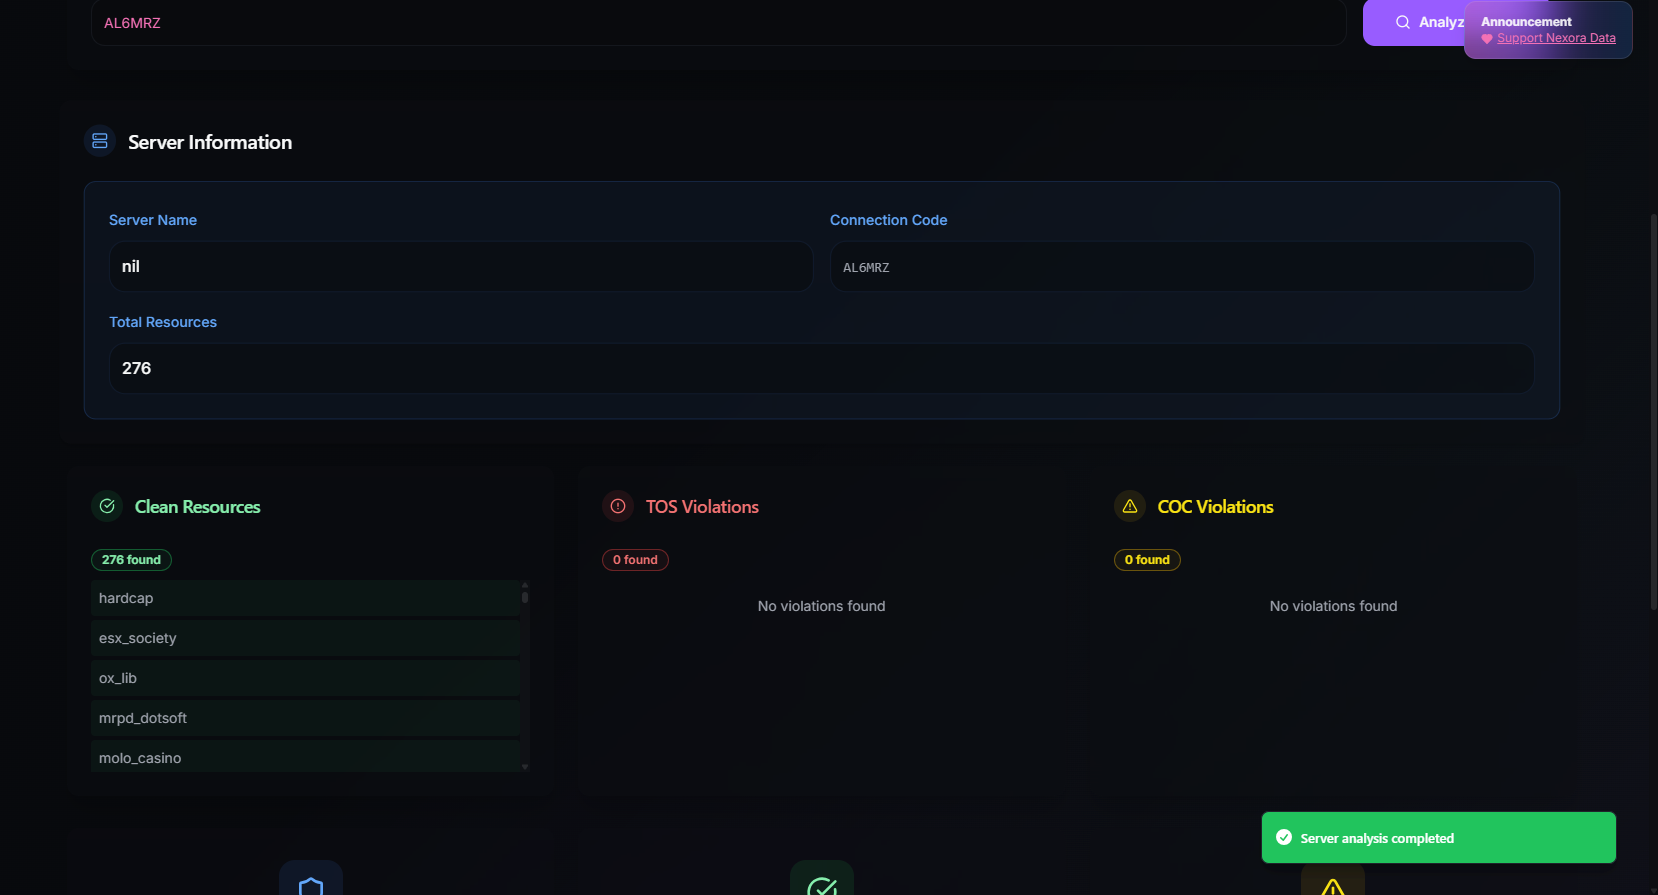 AL6MRZ
Announcement
Support Nexora Data
Server Information
Server Name
Connection Code
nil
AL6MRZ
Total Resources
276
Clean Resources
276 found
hardcap
esx_society
ox_lib
mrpd_dotsoft
molo_casino
TOS Violations
0 found
No violations found
COC Violations
0 found
No violations found
Server analysis completed